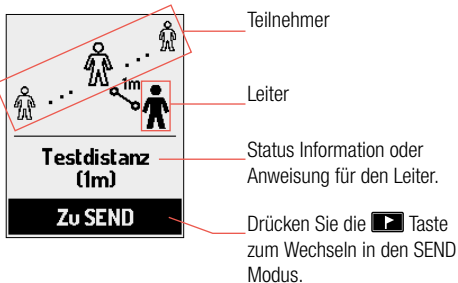 Teilnehmer
1m
Leiter
Testdistanz
(1m)
Status Information oder
Anweisung für den Leiter.
Zu SEND
Drücken Sie die Taste
zum Wechseln in den SEND
Modus.